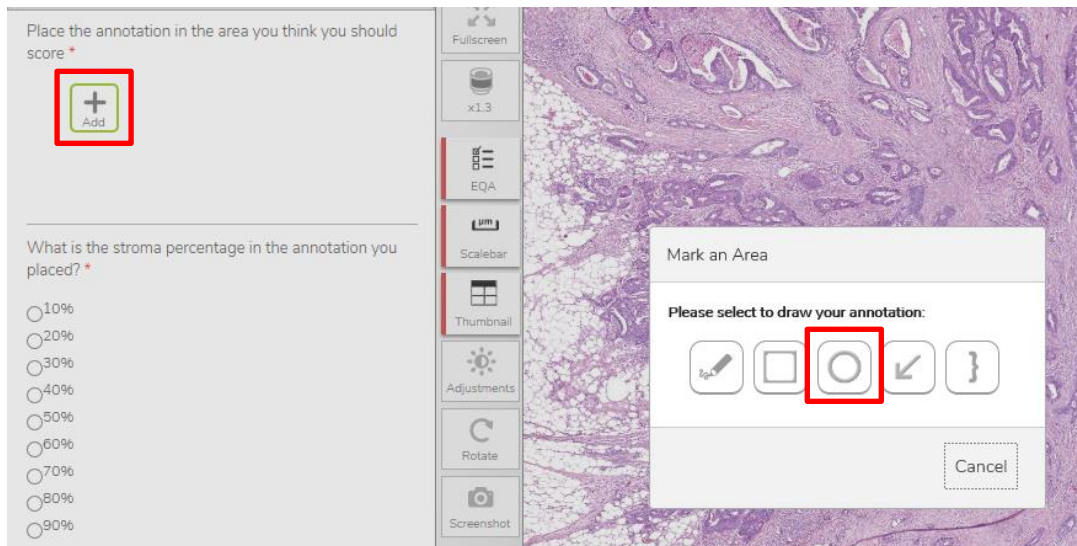 Place the annotation in the area you think you should
score *
Add
What is the stroma percentage in the annotation you
placed? *
10%
20%
30%
40%
50%
60%
70%
80%
90%
Fullscreen
x1.3
EQA
µm
Scalebar
Thumbnail
Adjustments
Rotate
Screenshot
Mark an Area
Please select to draw your annotation:
Cancel